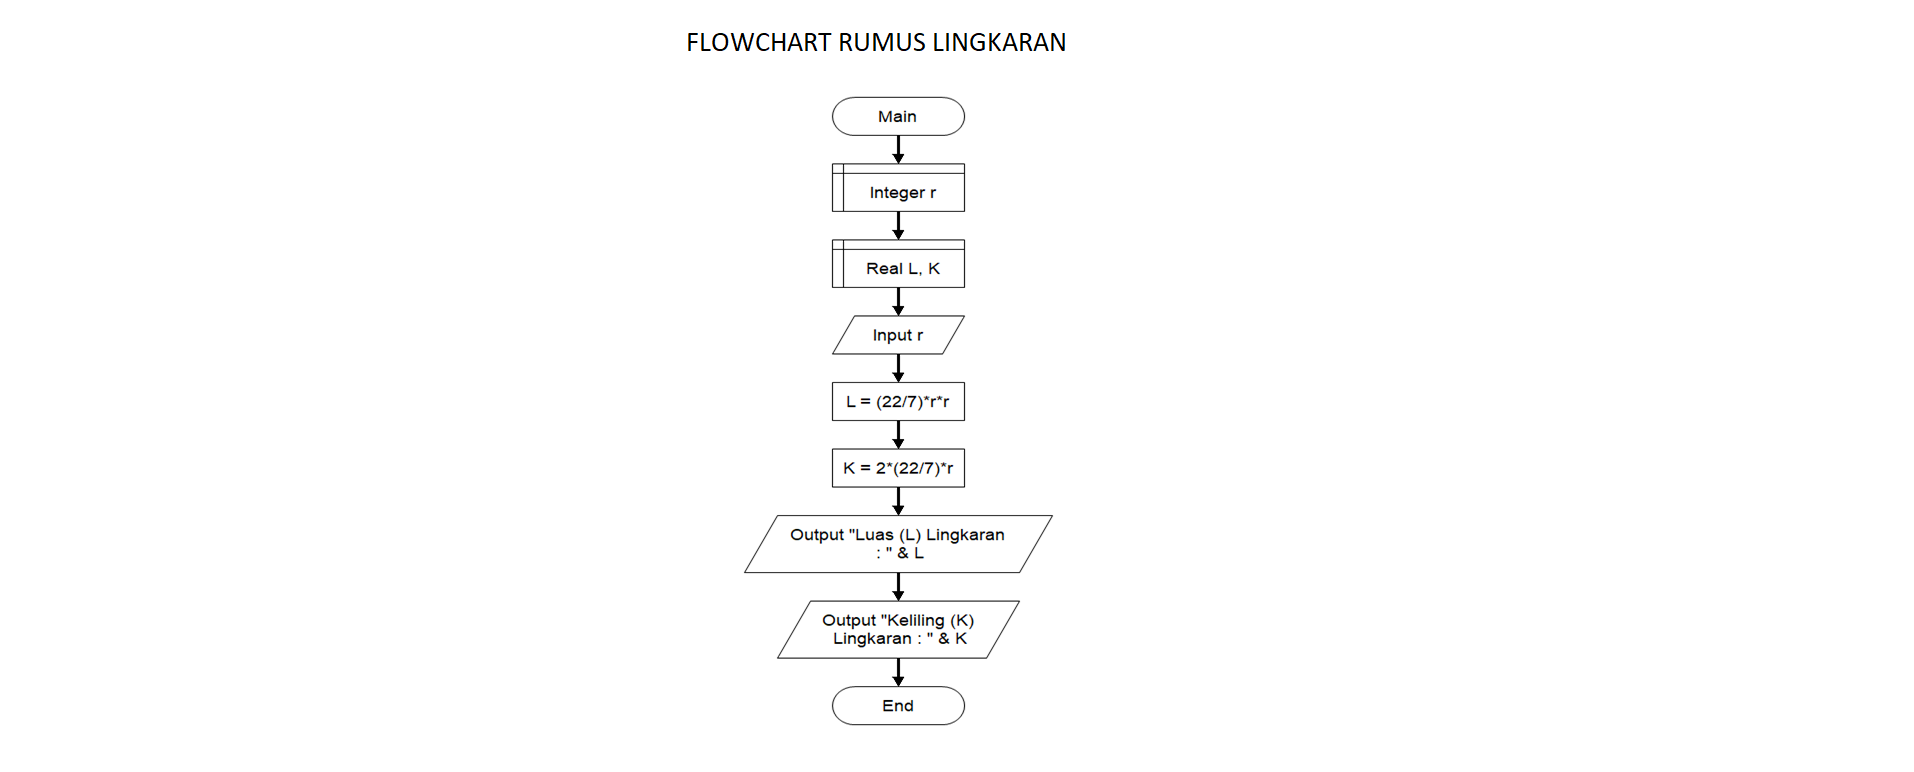 FLOWCHART RUMUS LINGKARAN
Main
Integer r
Real L, K
Input r
L = (22/7)*r*r
K = 2*(22/7)*r
Output "Luas (L) Lingkaran
: " & L
Output "Keliling (K)
Lingkaran : " & K
End